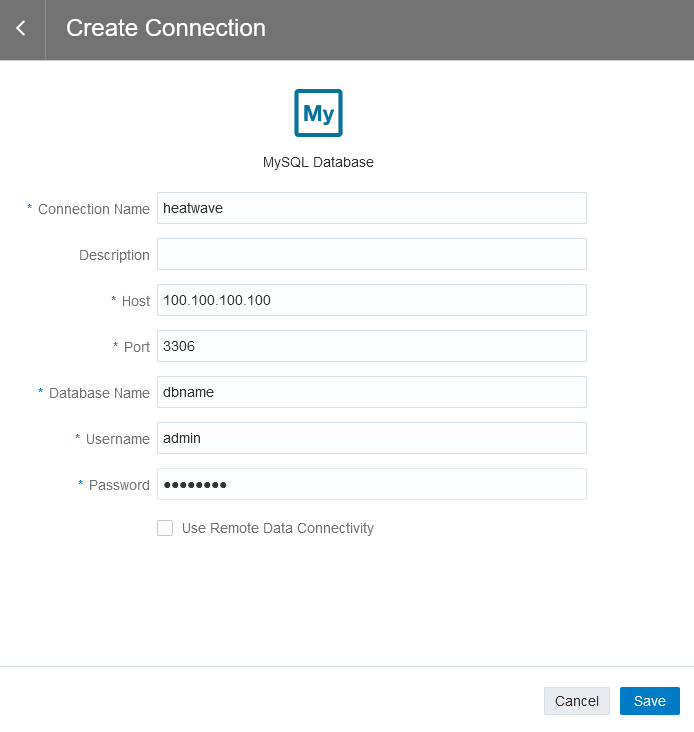 Create Connection
My
MySQL Database
* Connection Name heatwave
Description
* Host 100.100.100.100
* Port 3306
* Database Name dbname
* Username admin
* Password ●●●●●●●●
Use Remote Data Connectivity
Cancel Save